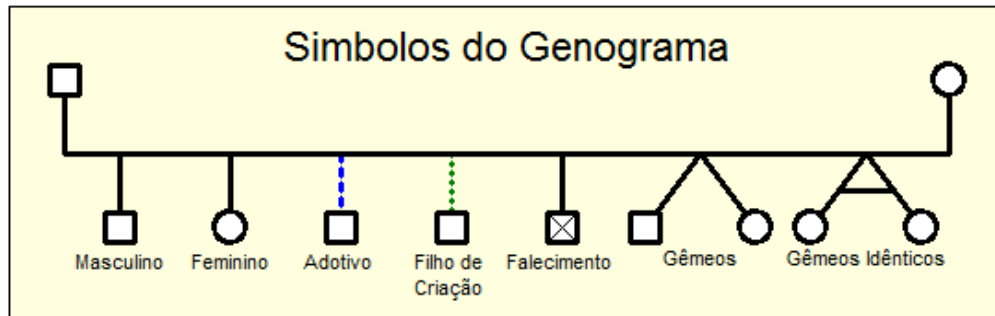 Simbolos do Genograma
Masculino
Feminino
Adotivo
Filho de
Criação
Falecimento
Gêmeos
Gêmeos Idênticos